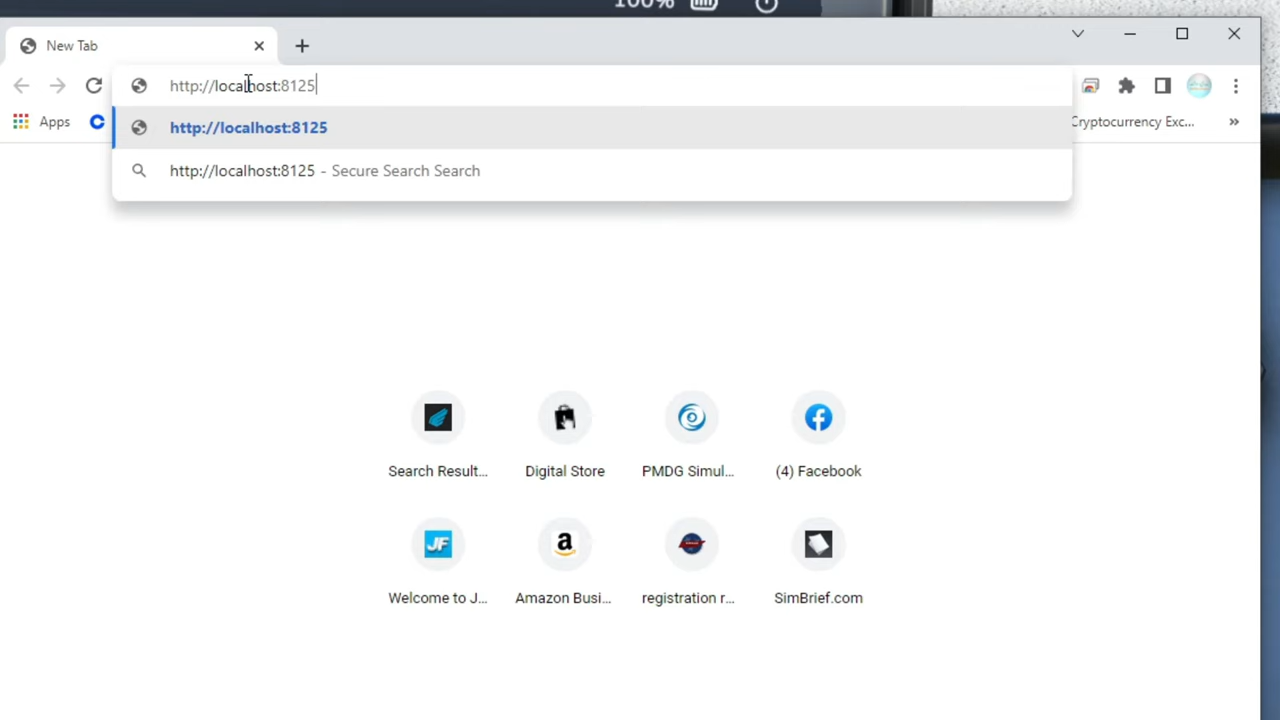 100%
New Tab
http://localhost:8125
Apps
Cryptocurrency Exc...
http://localhost:8125
http://localhost:8125 - Secure Search Search
Search Result...
Digital Store
PMDG Simul...
(4) Facebook
JF
a
Welcome to J...
Amazon Busi...
registration r...
SimBrief.com